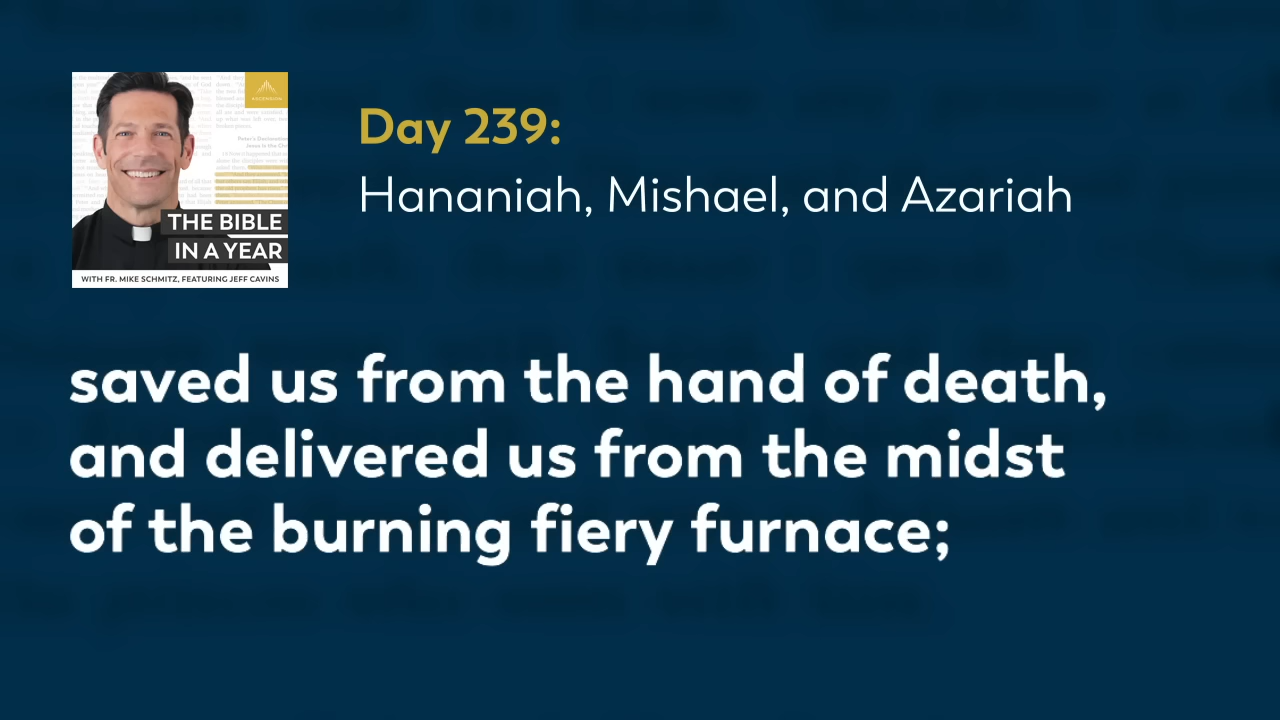 ASCENSION
THE BIBLE
IN A YEAR
WITH FR. MIKE SCHMITZ, FEATURING JEFF CAVINS
Day 239:
Hananiah, Mishael, and Azariah
saved us from the hand of death,
and delivered us from the midst
of the burning fiery furnace;